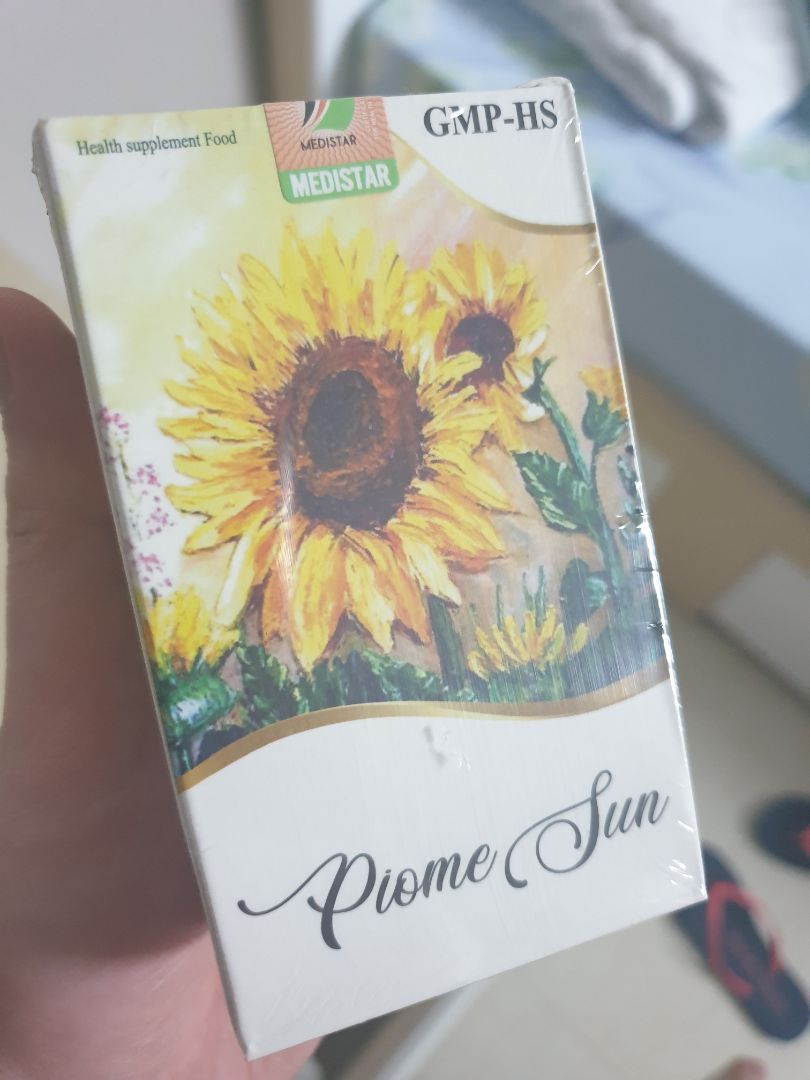 Health supplement Food
MEDISTAR
MEDISTAR
GMP-HS
Piome Sun